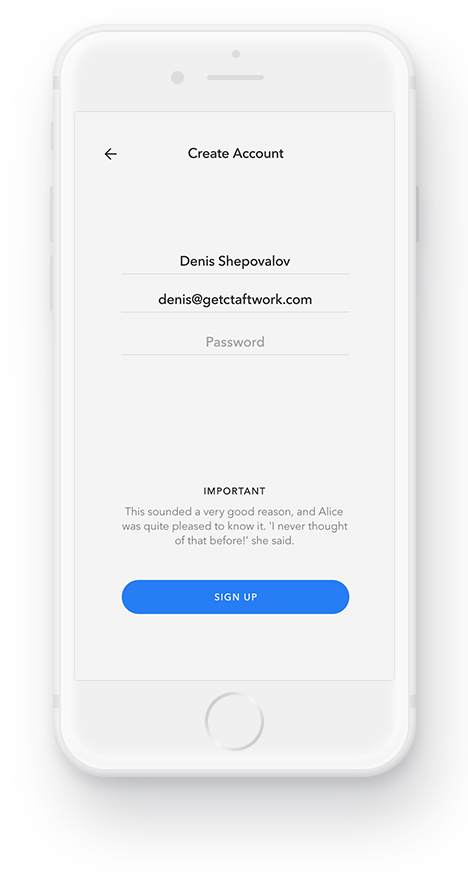 Create Account
Denis Shepovalov
denis@getctaftwork.com
Password
IMPORTANT
This sounded a very good reason, and Alice
was quite pleased to know it. 'I never thought
of that before!' she said.
SIGN UP